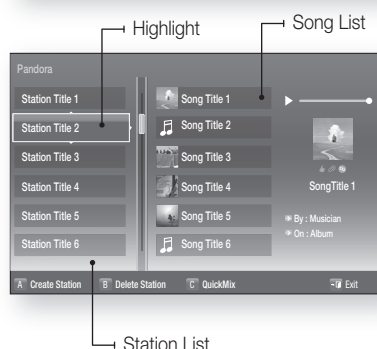 Highlight
Song List
Pandora
Station Title 1
Station Title 2
Station Title 3
Station Title 4
Station Title 5
Station Title 6
Song Title 1
Song Title 2
Song Title 3
Song Title 4
Song Title 5
Song Title 6
SongTitle 1
By : Musician
On : Album
A Create Station B Delete Station C QuickMix Exit
Station List